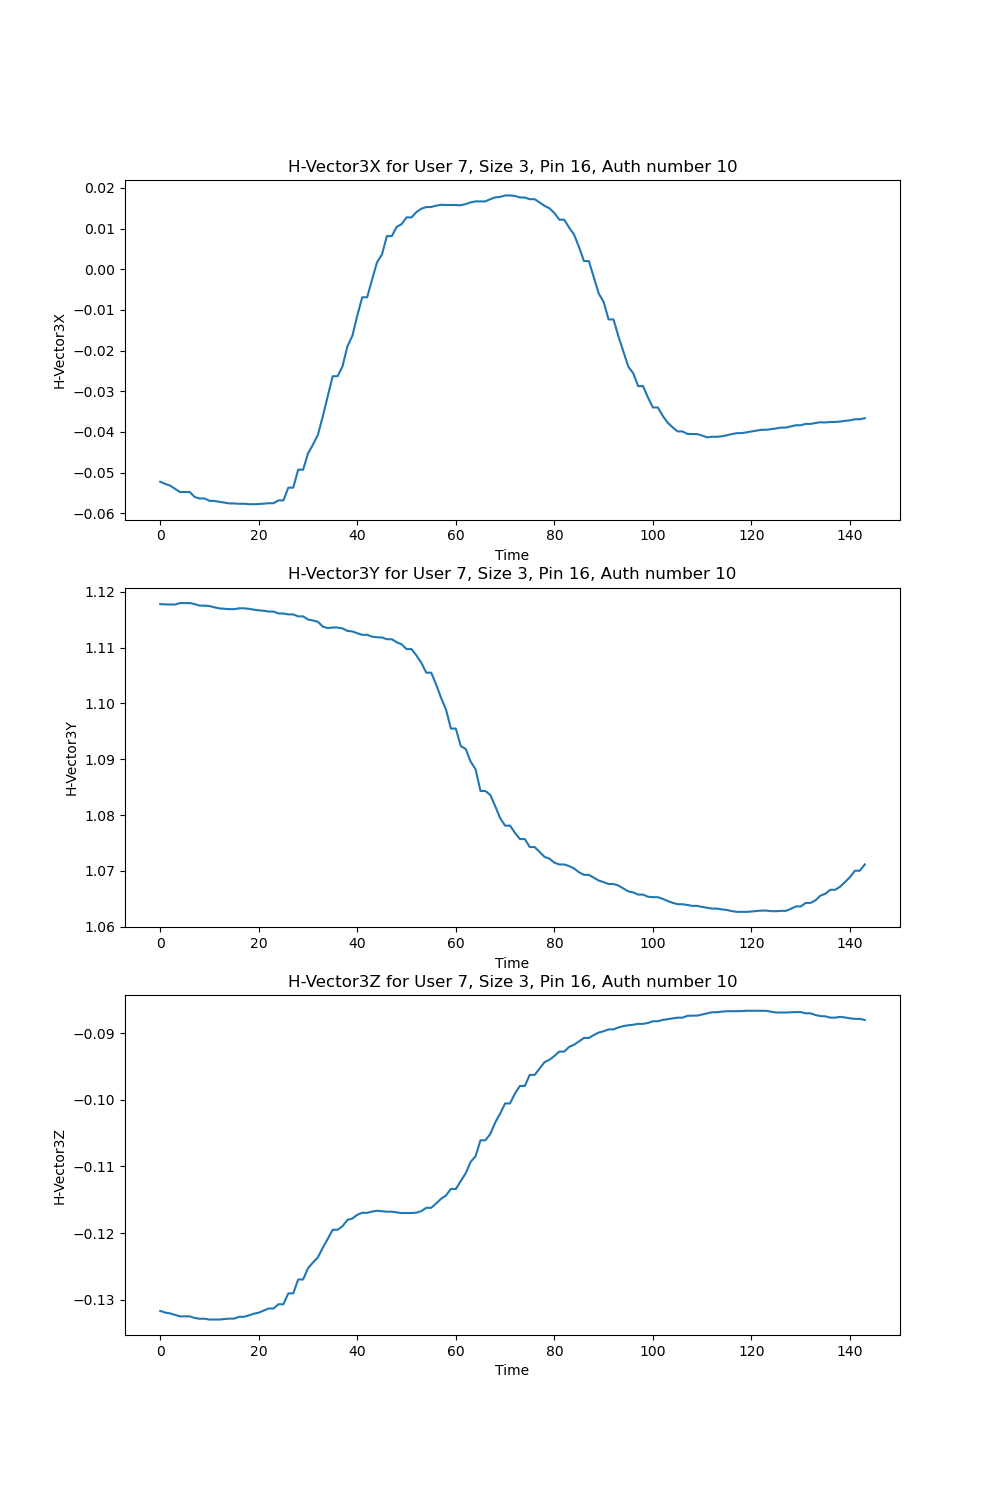 H-Vector3X for User 7, Size 3, Pin 16, Auth number 10
0.02
0.01
0.00
−0.01
−0.02
−0.03
−0.04
−0.05
−0.06
H-Vector3X
0 20 40 60 80 100 120 140
Time
H-Vector3Y for User 7, Size 3, Pin 16, Auth number 10
1.12
1.11
1.10
1.09
1.08
1.07
1.06
H-Vector3Y
0 20 40 60 80 100 120 140
Time
H-Vector3Z for User 7, Size 3, Pin 16, Auth number 10
−0.09
−0.10
−0.11
−0.12
−0.13
H-Vector3Z
0 20 40 60 80 100 120 140
Time